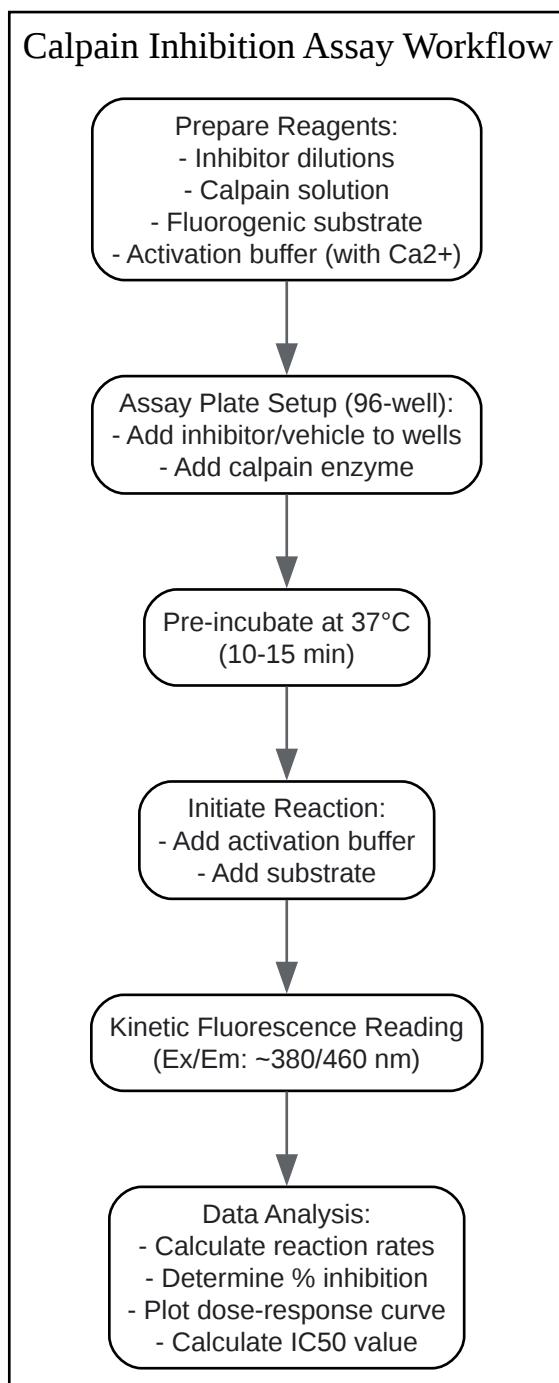 Calpain Inhibition Assay Workflow
Prepare Reagents:
- Inhibitor dilutions
- Calpain solution
- Fluorogenic substrate
- Activation buffer (with Ca2+)
Assay Plate Setup (96-well):
- Add inhibitor/vehicle to wells
- Add calpain enzyme
Pre-incubate at 37°C
(10-15 min)
Initiate Reaction:
- Add activation buffer
- Add substrate
Kinetic Fluorescence Reading
(Ex/Em: ~380/460 nm)
Data Analysis:
- Calculate reaction rates
- Determine % inhibition
- Plot dose-response curve
- Calculate IC50 value